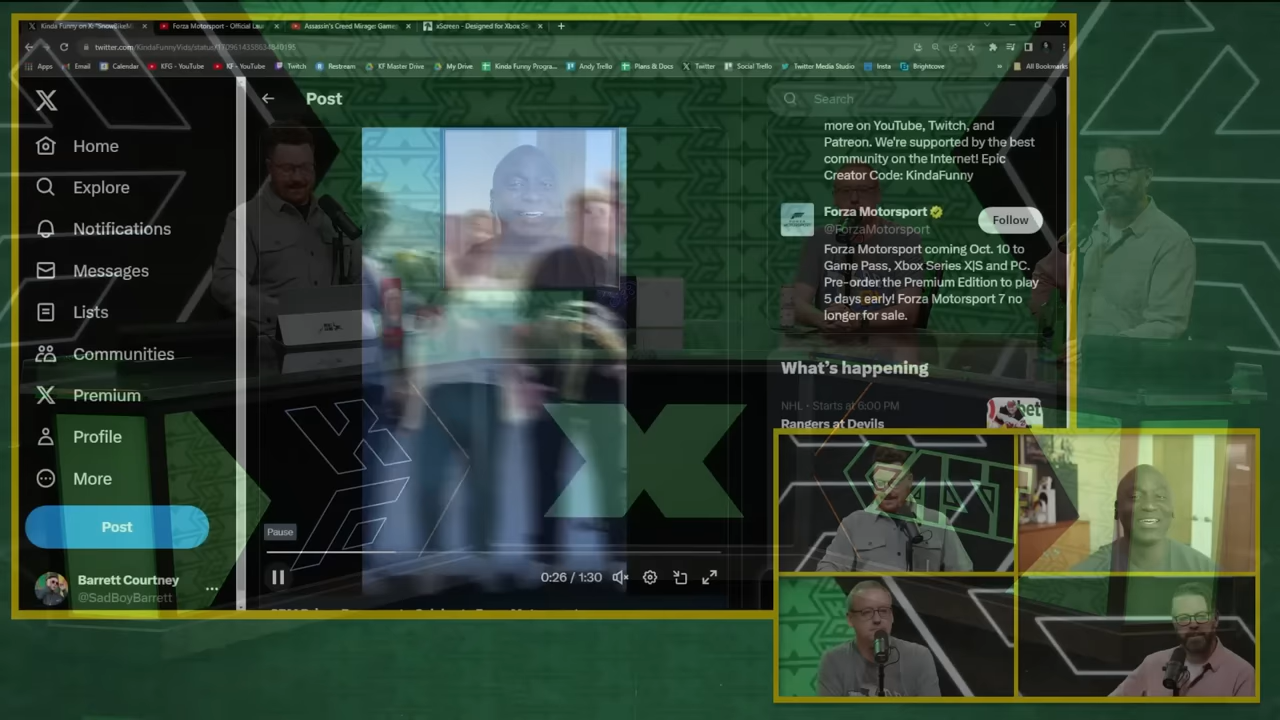 Kinda Funny on X: "SnowBikeM
Forza Motorsport - Official Lau
Assassin's Creed Mirage: Game
xScreen - Designed for Xbox Se
Apps
Email
Calendar
KFG - YouTube
KF - YouTube
Twitch
Restream
KF Master Drive
My Drive
Kinda Funny Progra...
Andy Trello
Plans & Docs
Twitter
Social Trello
Twitter Media Studio
Insta
Brightcove
All Bookmarks
Post
Search
Home
Explore
Notifications
Messages
Lists
Communities
Premium
Profile
More
Post
Barrett Courtney
@SadBoyBarrett
more on YouTube, Twitch, and
Patreon. We're supported by the best
community on the Internet! Epic
Creator Code: KindaFunny
Forza Motorsport
@ForzaMotorsport
Follow
Forza Motorsport coming Oct. 10 to
Game Pass, Xbox Series X|S and PC.
Pre-order the Premium Edition to play
5 days early! Forza Motorsport 7 no
longer for sale.
What's happening
NHL · Starts at 6:00 PM
Rangers at Devils
Pause
0:26 / 1:30